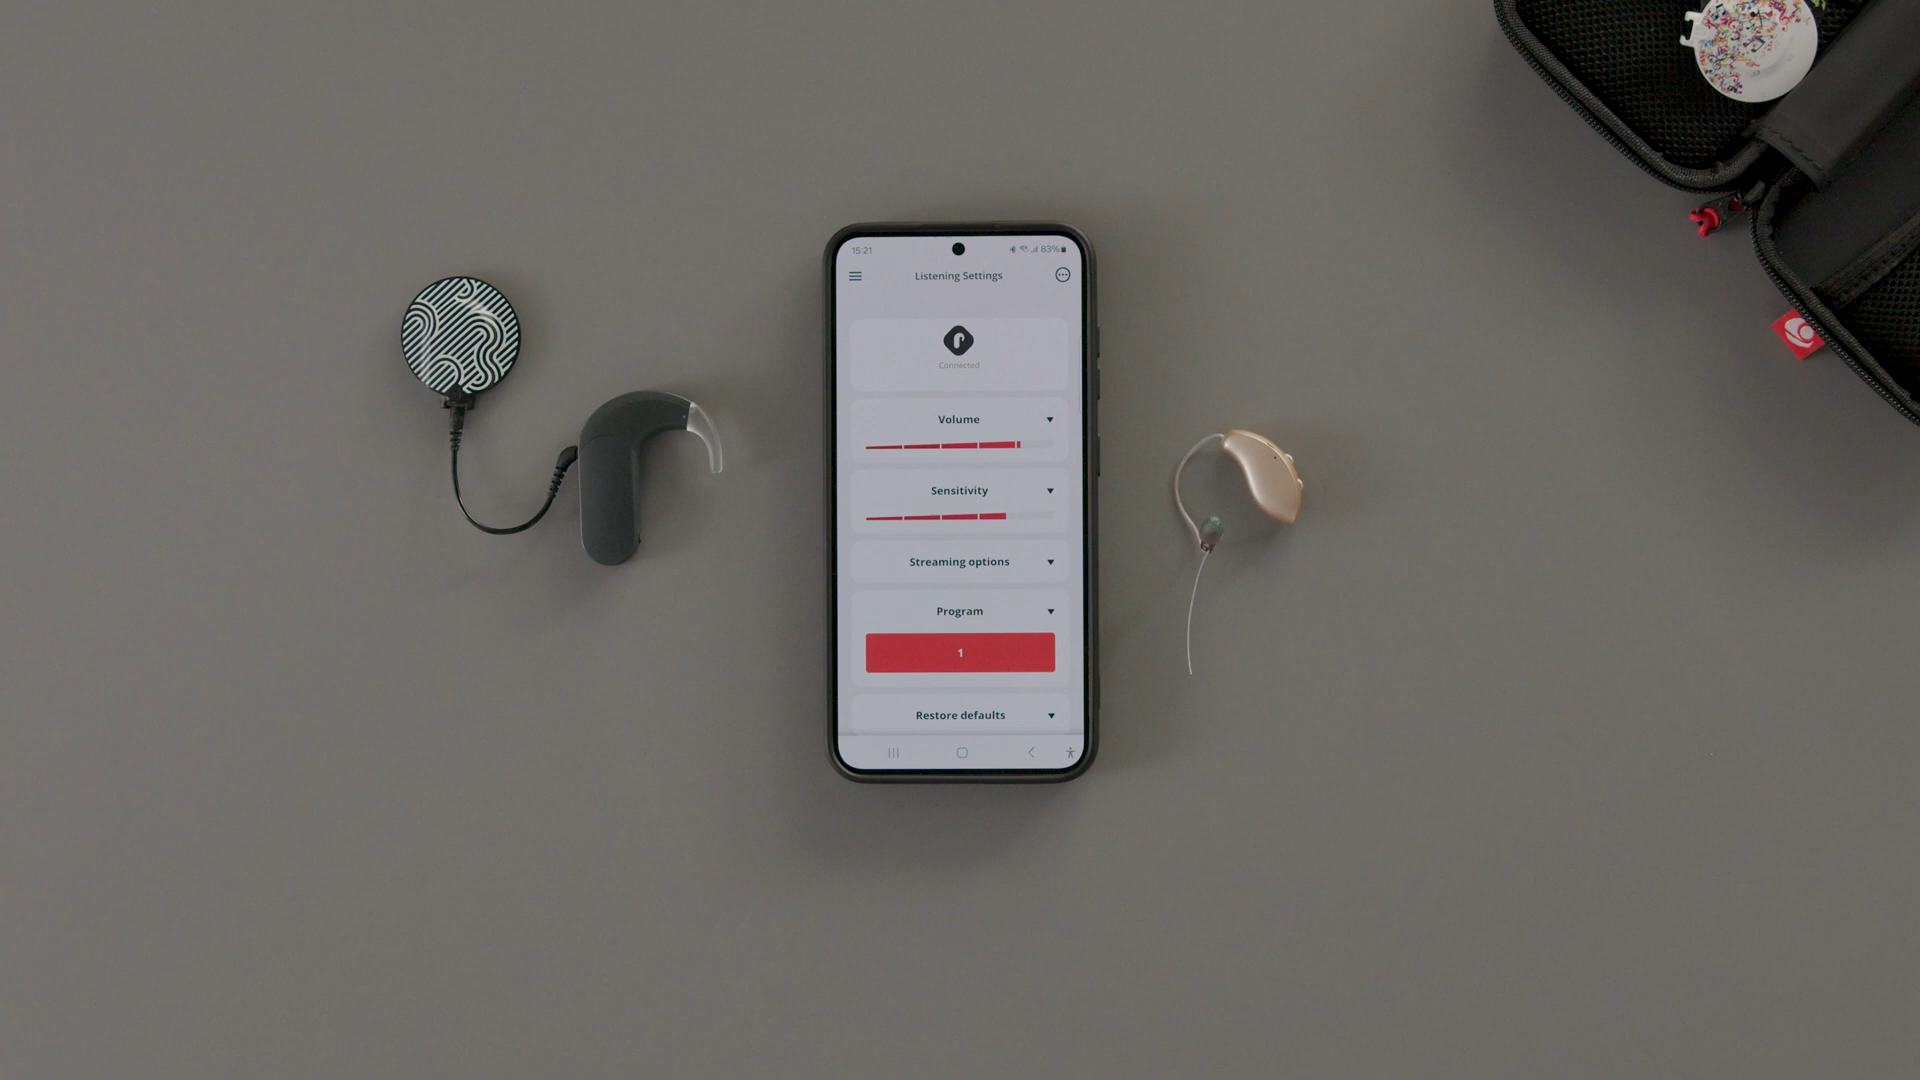 15:21
83%
Listening Settings
Connected
Volume
Sensitivity
Streaming options
Program
1
Restore defaults